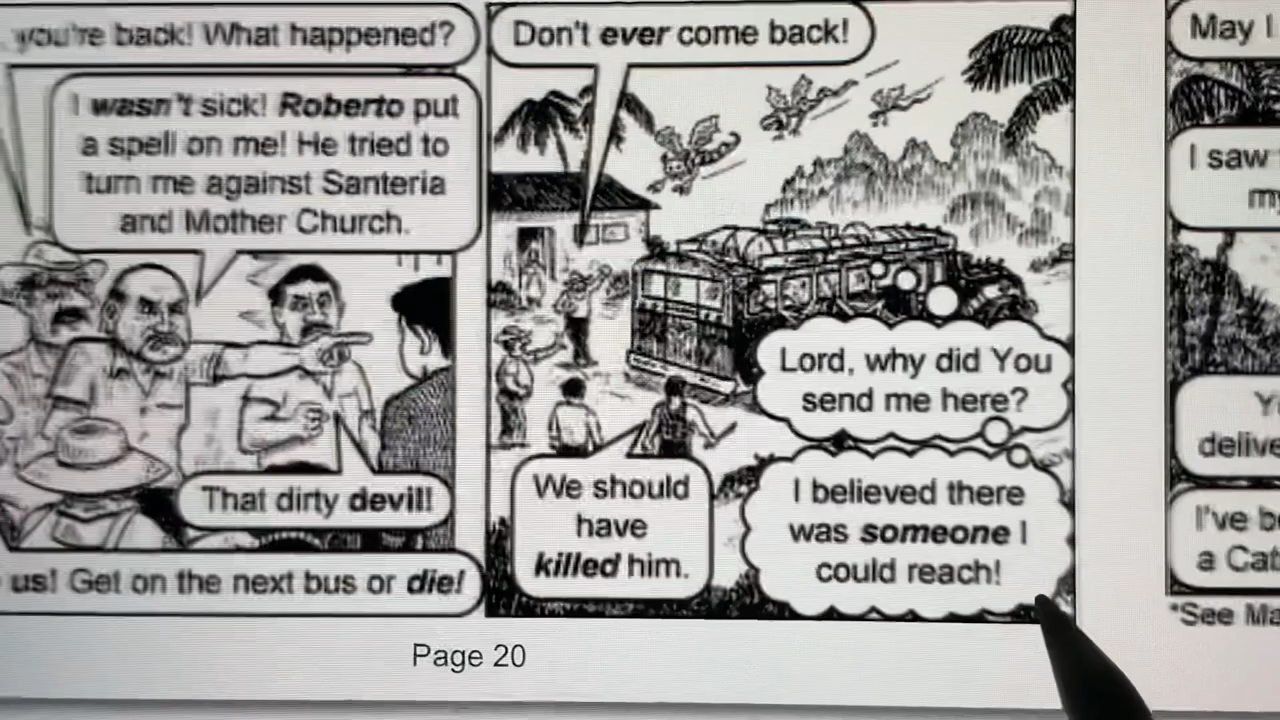 you're back! What happened?
I wasn't sick! Roberto put
a spell on me! He tried to
turn me against Santeria
and Mother Church.
That dirty devil!
us! Get on the next bus or die!
Don't ever come back!
Lord, why did You
send me here?
We should
have
killed him.
I believed there
was someone I
could reach!
Page 20
May I
I saw
delive
I've b
a Cat
*See Ma